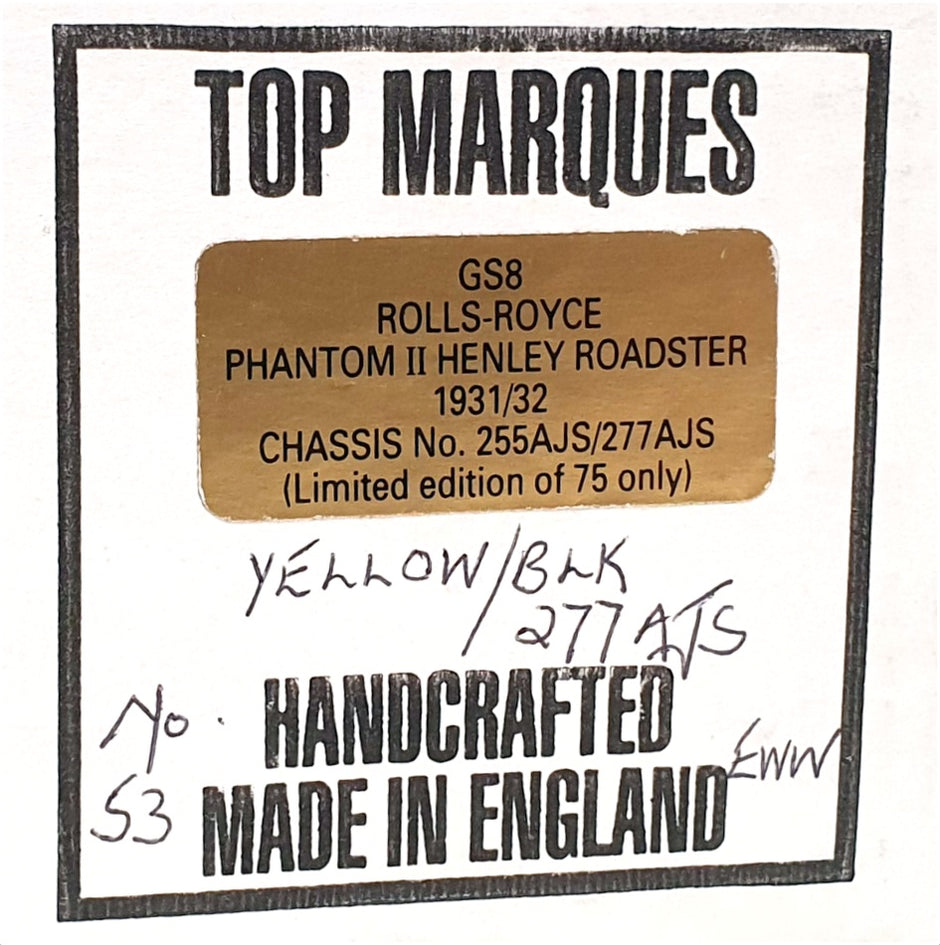 TOP MARQUES
GS8
ROLLS-ROYCE
PHANTOM II HENLEY ROADSTER
1931/32
CHASSIS No. 255AJS/277AJS
(Limited edition of 75 only)
YELLOW/BLK
277AJS
No.
53
HANDCRAFTED
MADE IN ENGLAND
EWW